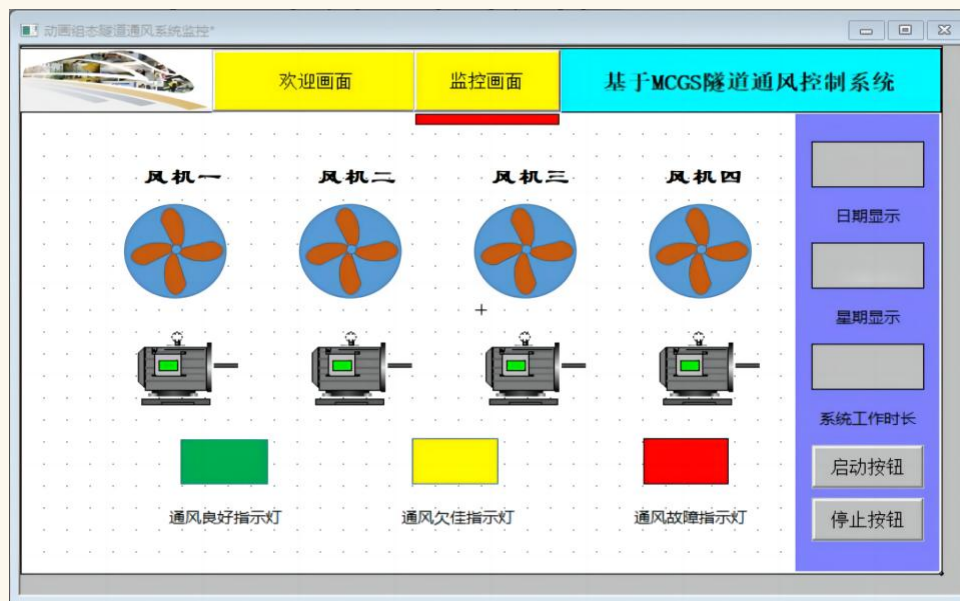 动画组态隧道通风系统监控*
欢迎画面
监控画面
基于MCGS隧道通风控制系统
风机一
风机二
风机三
风机四
日期显示
星期显示
系统工作时长
启动按钮
停止按钮
通风良好指示灯
通风欠佳指示灯
通风故障指示灯